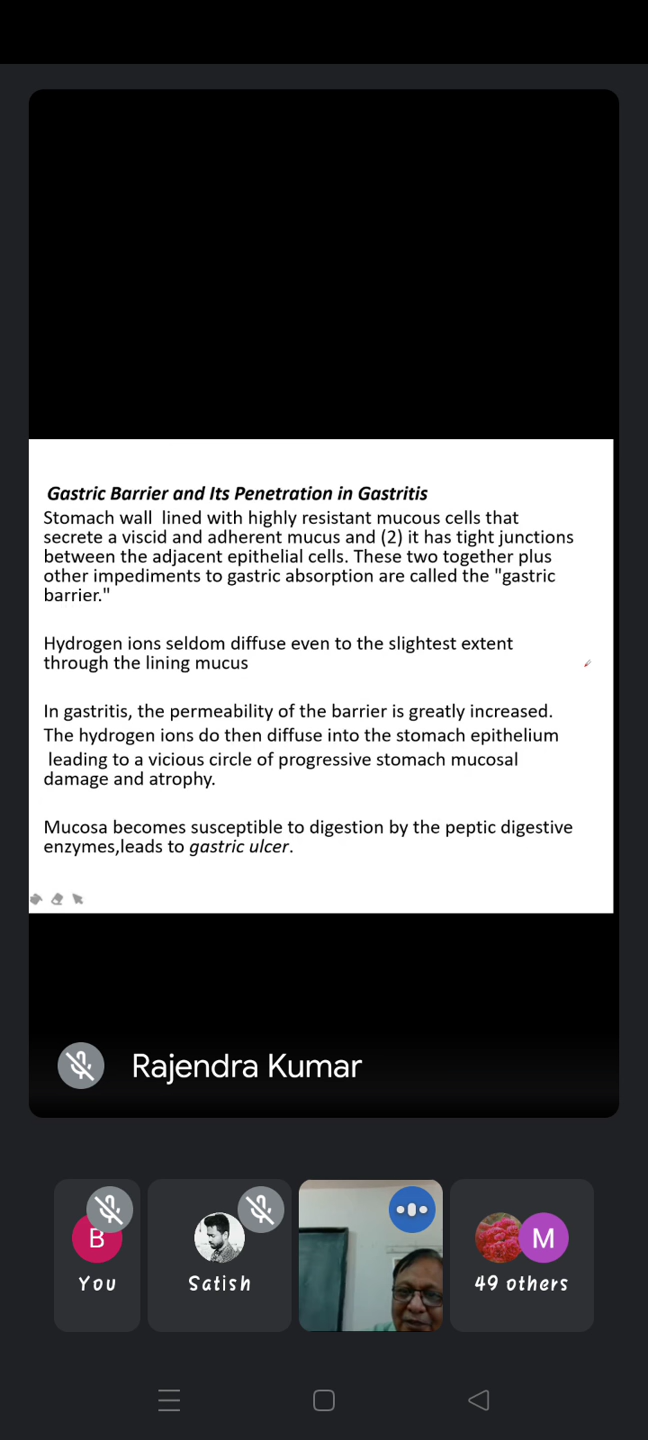 Gastric Barrier and Its Penetration in Gastritis
Stomach wall  lined with highly resistant mucous cells that
secrete a viscid and adherent mucus and (2) it has tight junctions
between the adjacent epithelial cells. These two together plus
other impediments to gastric absorption are called the "gastric
barrier."
Hydrogen ions seldom diffuse even to the slightest extent
through the lining mucus
In gastritis, the permeability of the barrier is greatly increased.
The hydrogen ions do then diffuse into the stomach epithelium
leading to a vicious circle of progressive stomach mucosal
damage and atrophy.
Mucosa becomes susceptible to digestion by the peptic digestive
enzymes,leads to gastric ulcer.
Rajendra Kumar
B
M
You
Satish
49 others